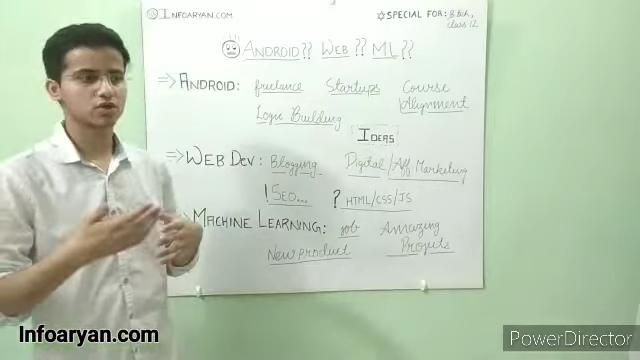 ©Infoaryan.com
☆SPECIAL FOR: B.tch,
class 12
ANDROID?? WEB ?? ML ??
⇒ ANDROID: freelance Startups Course Alignment
Logic Building
IDEAS
⇒ WEB DEV: Blogging Digital/Aff Marketing
! SEO... ? HTML/CSS/JS
MACHINE LEARNING: job Amazing Projects
New product
Infoaryan.com
PowerDirector